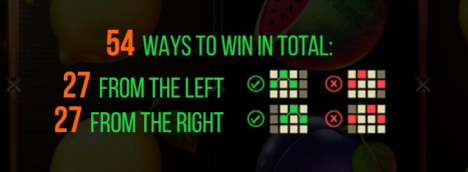 54 WAYS TO WIN IN TOTAL:
27 FROM THE LEFT
27 FROM THE RIGHT